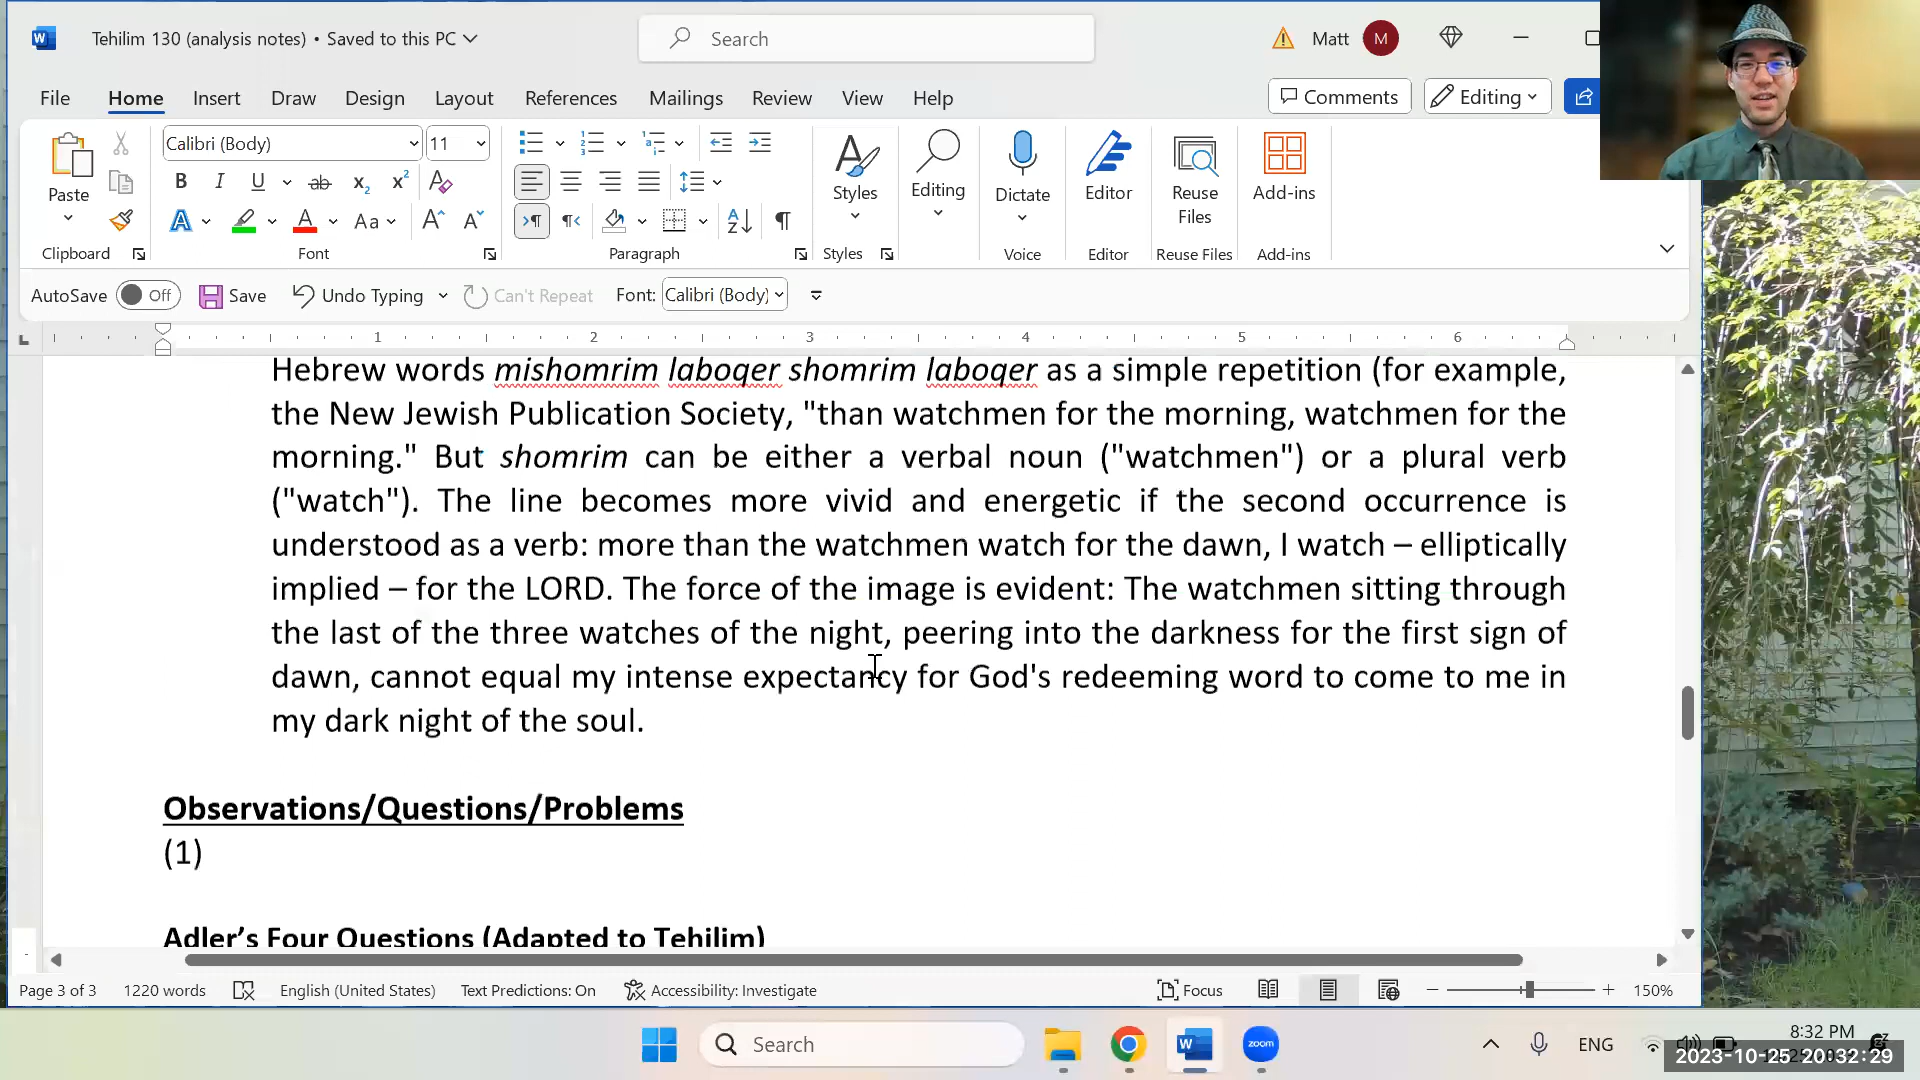 Tehilim 130 (analysis notes) • Saved to this PC
Search
Matt
M
File Home Insert Draw Design Layout References Mailings Review View Help
Comments
Editing
Calibri (Body)
11
Paste
Styles
Editing
Dictate
Editor
Reuse
Files
Add-ins
Clipboard
Font
Paragraph
Styles
Voice
Editor
Reuse Files
Add-ins
AutoSave Off Save Undo Typing Can't Repeat Font: Calibri (Body)
1 2 3 4 5 6
Hebrew words mishomrim laboqer shomrim laboqer as a simple repetition (for example,
the New Jewish Publication Society, "than watchmen for the morning, watchmen for the
morning." But shomrim can be either a verbal noun ("watchmen") or a plural verb
("watch"). The line becomes more vivid and energetic if the second occurrence is
understood as a verb: more than the watchmen watch for the dawn, I watch – elliptically
implied – for the LORD. The force of the image is evident: The watchmen sitting through
the last of the three watches of the night, peering into the darkness for the first sign of
dawn, cannot equal my intense expectancy for God's redeeming word to come to me in
my dark night of the soul.
Observations/Questions/Problems
(1)
Adler's Four Questions (Adapted to Tehilim)
Page 3 of 3 1220 words English (United States) Text Predictions: On Accessibility: Investigate Focus 150%
Search
zoom
ENG
8:32 PM
2023-10-25 20:32:29